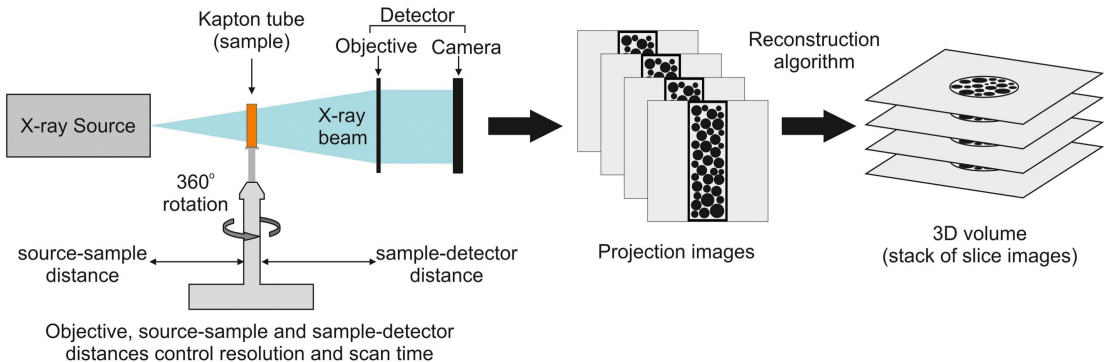 Kapton tube
(sample)
Detector
Objective
Camera
X-ray Source
X-ray
beam
360°
rotation
source-sample
distance
sample-detector
distance
Objective, source-sample and sample-detector
distances control resolution and scan time
Projection images
Reconstruction
algorithm
3D volume
(stack of slice images)